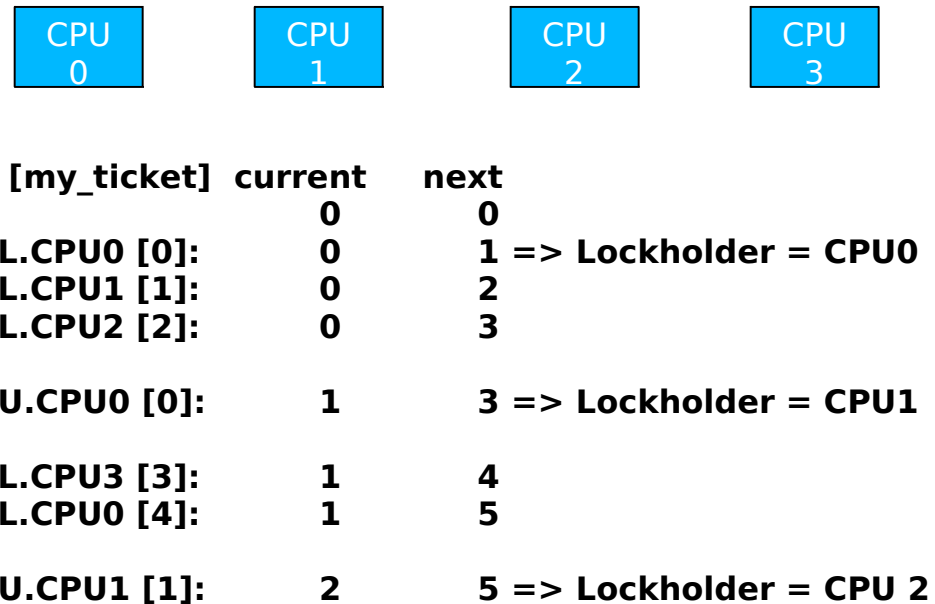 CPU 0
CPU 1
CPU 2
CPU 3
[my_ticket] current next
0 0
L.CPU0 [0]: 0 1 => Lockholder = CPU0
L.CPU1 [1]: 0 2
L.CPU2 [2]: 0 3
U.CPU0 [0]: 1 3 => Lockholder = CPU1
L.CPU3 [3]: 1 4
L.CPU0 [4]: 1 5
U.CPU1 [1]: 2 5 => Lockholder = CPU 2